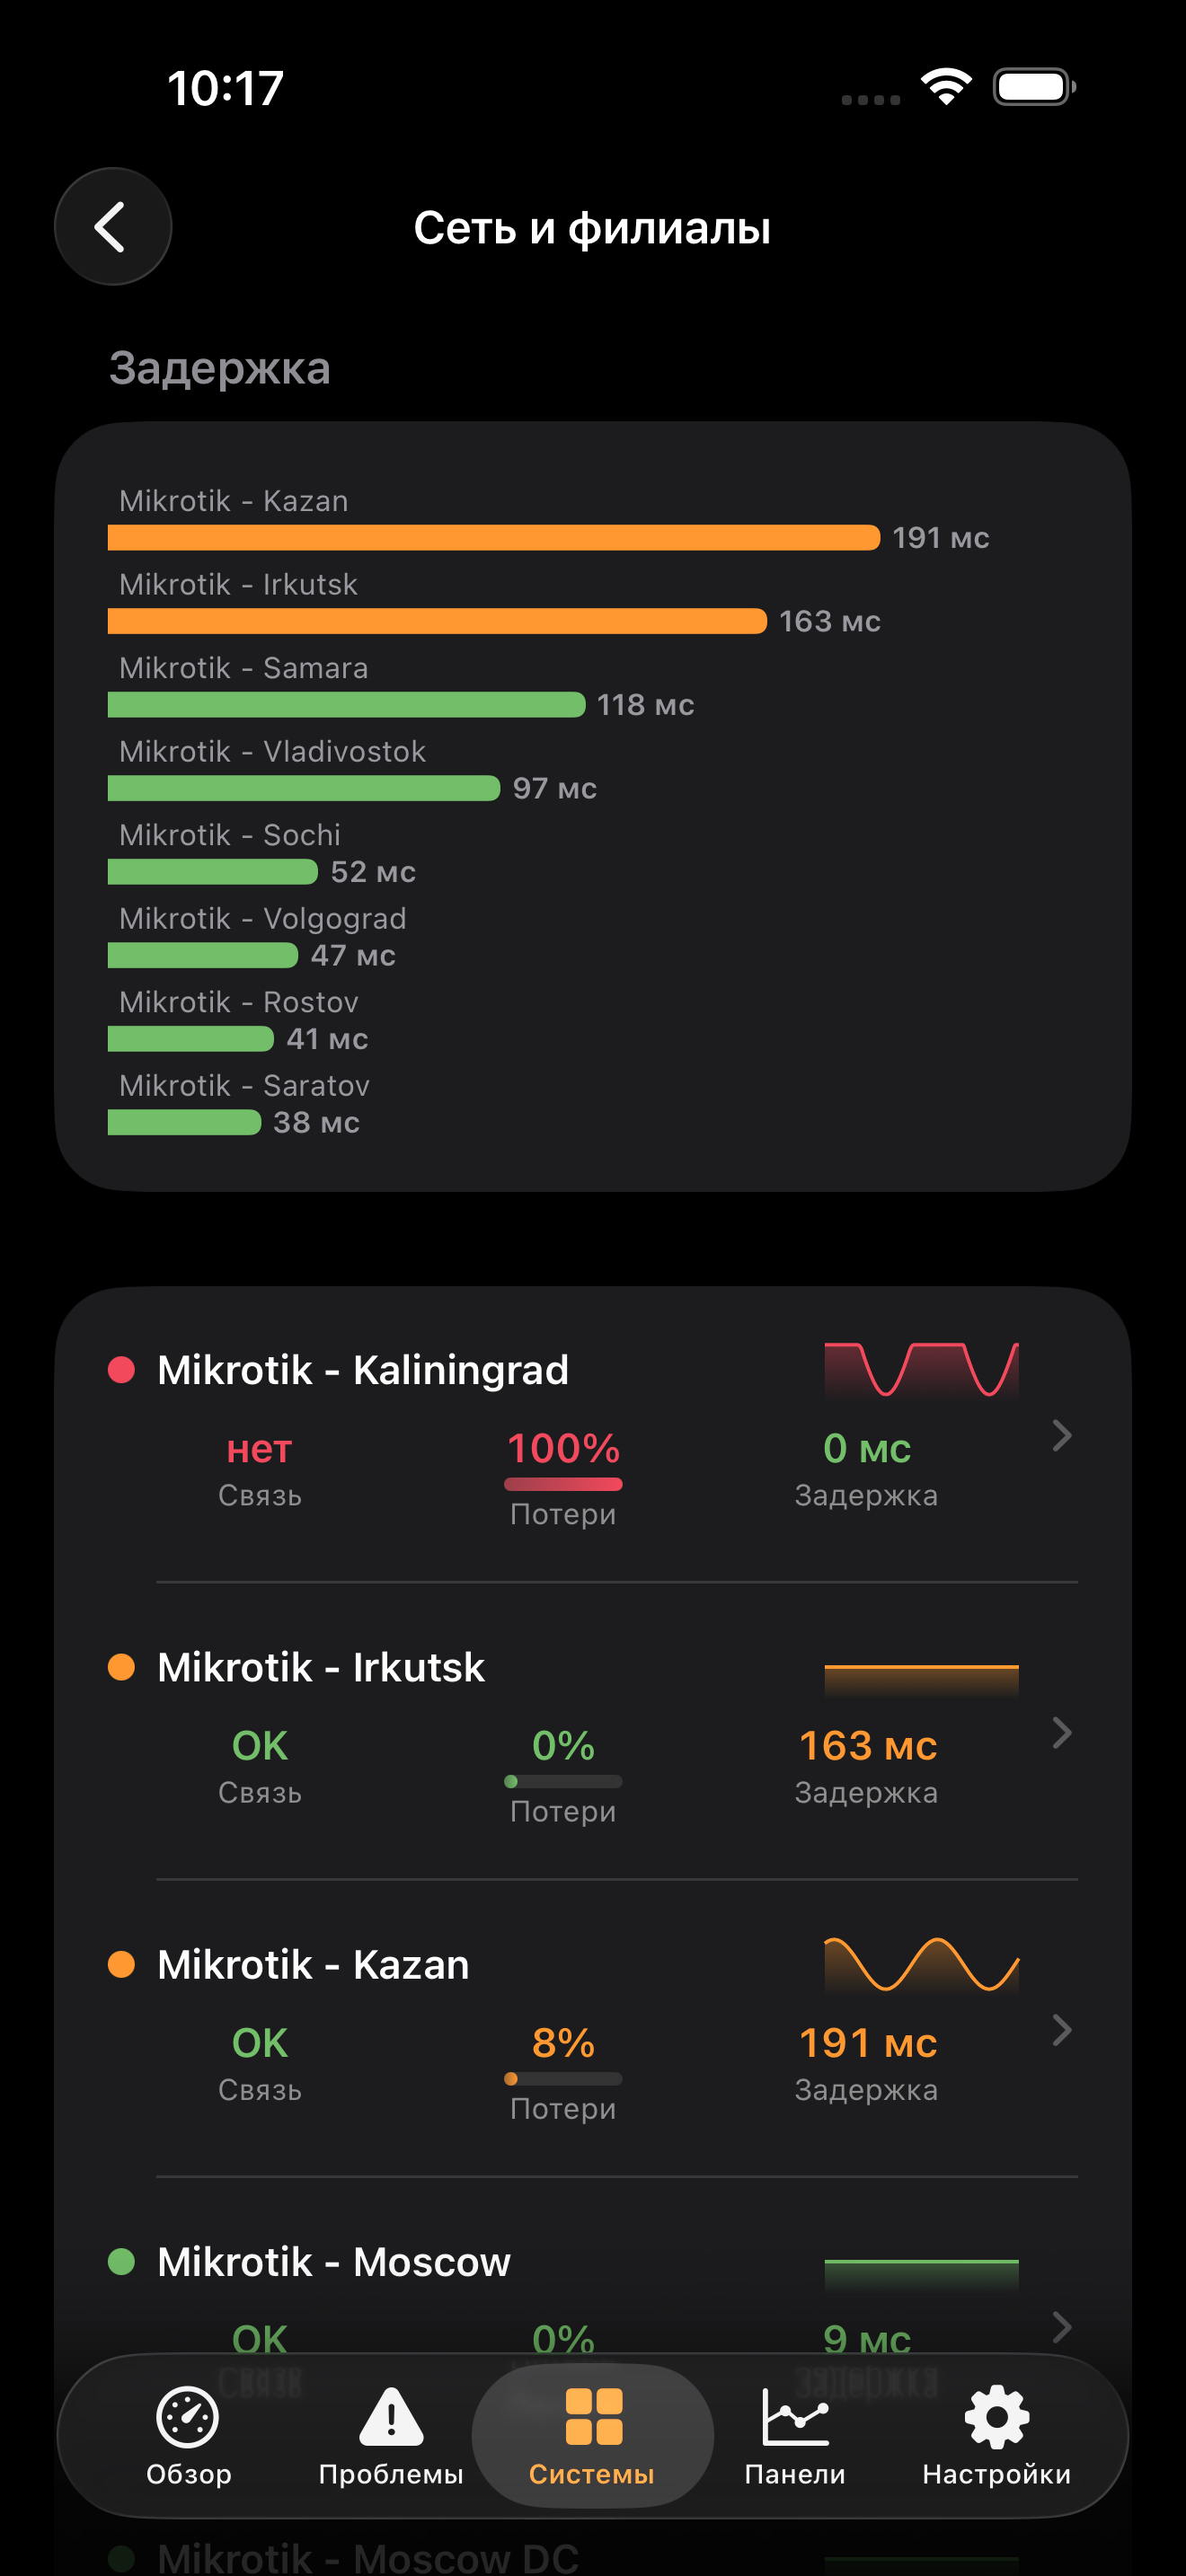 10:17
Сеть и филиалы
Задержка
Mikrotik - Kazan
191 мс
Mikrotik - Irkutsk
163 мс
Mikrotik - Samara
118 мс
Mikrotik - Vladivostok
97 мс
Mikrotik - Sochi
52 мс
Mikrotik - Volgograd
47 мс
Mikrotik - Rostov
41 мс
Mikrotik - Saratov
38 мс
Mikrotik - Kaliningrad
нет 100% 0 мс
Связь Потери Задержка
Mikrotik - Irkutsk
OK 0% 163 мс
Связь Потери Задержка
Mikrotik - Kazan
OK 8% 191 мс
Связь Потери Задержка
Mikrotik - Moscow
OK 0% 9 мс
Связь Задержка
Обзор Проблемы Системы Панели Настройки
Mikrotik - Moscow DC